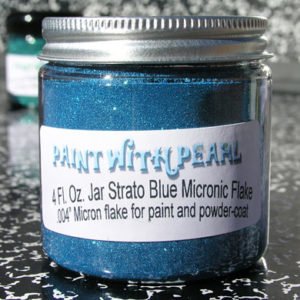 PAINT WITH PEARL
4 Fl. Oz. Jar Strato Blue Micronic Flake
.004" Micron flake for paint and powder-coat